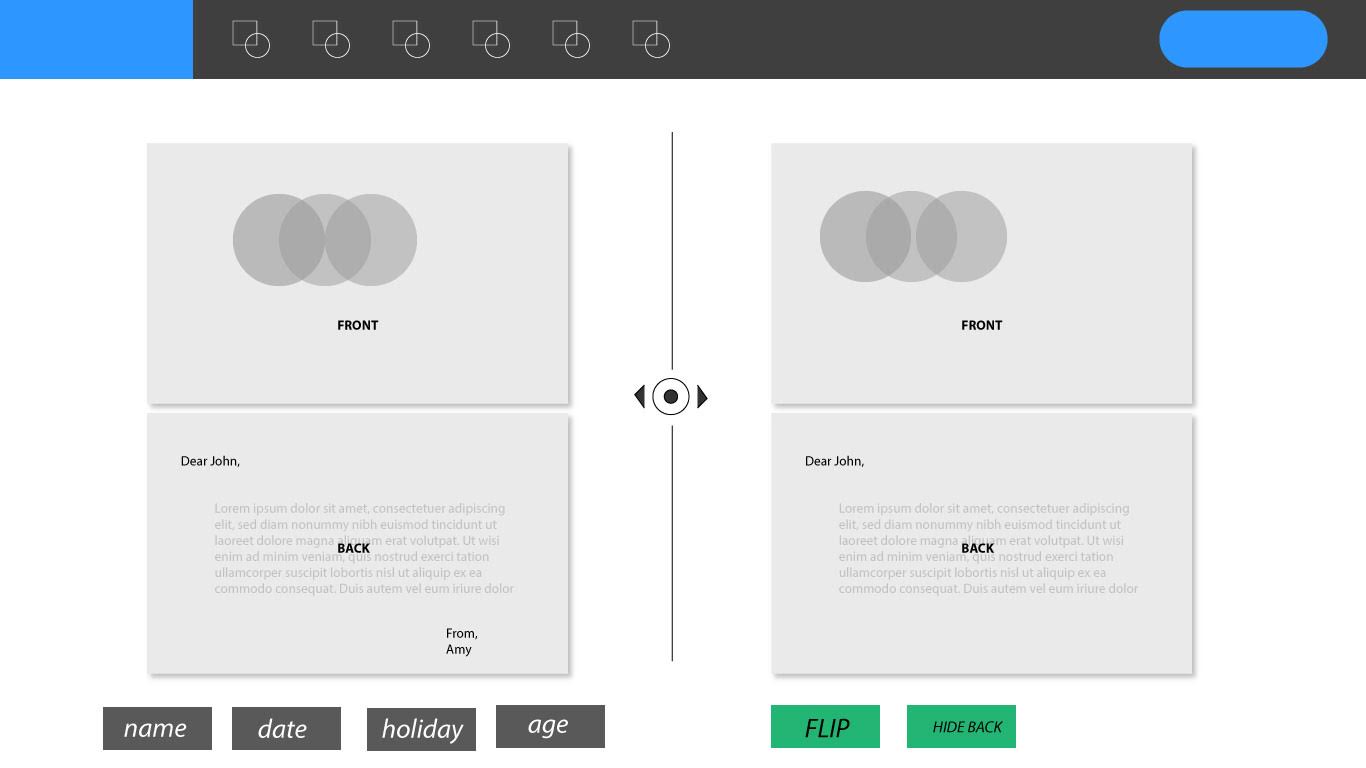 FRONT
Dear John,
Lorem ipsum dolor sit amet, consectetuer adipiscing
elit, sed diam nonummy nibh euismod tincidunt ut
laoreet dolore magna aliquam erat volutpat. Ut wisi
BACK
enim ad minim veniam, quis nostrud exerci tation
ullamcorper suscipit lobortis nisl ut aliquip ex ea
commodo consequat. Duis autem vel eum iriure dolor
From,
Amy
FRONT
Dear John,
Lorem ipsum dolor sit amet, consectetuer adipiscing
elit, sed diam nonummy nibh euismod tincidunt ut
laoreet dolore magna aliquam erat volutpat. Ut wisi
BACK
enim ad minim veniam, quis nostrud exerci tation
ullamcorper suscipit lobortis nisl ut aliquip ex ea
commodo consequat. Duis autem vel eum iriure dolor
name
date
holiday
age
FLIP
HIDE BACK